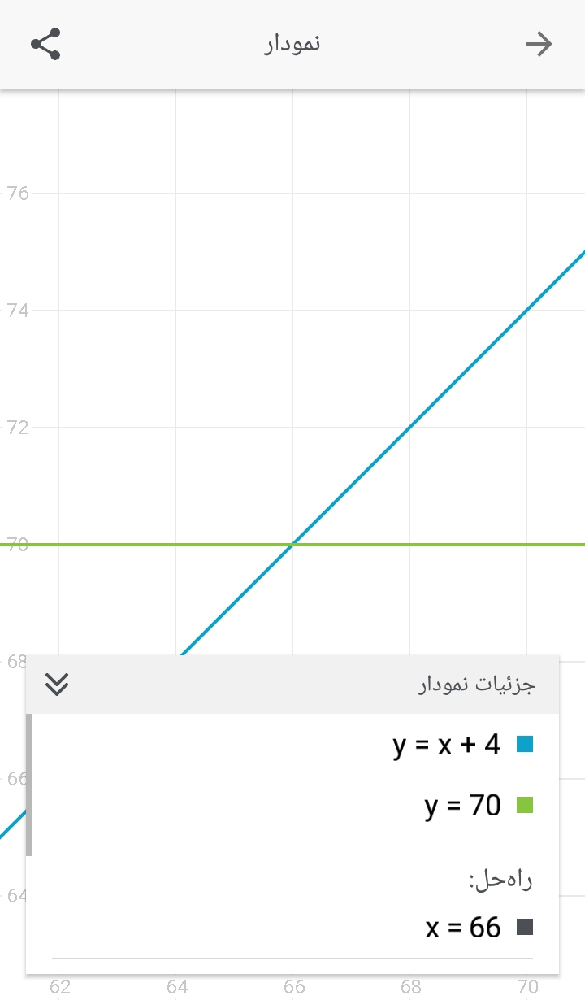 نمودار
76
74
72
70
68
جزئیات نمودار
y = x + 4
y = 70
66
راه‌حل:
64
x = 66
62 64 66 68 70